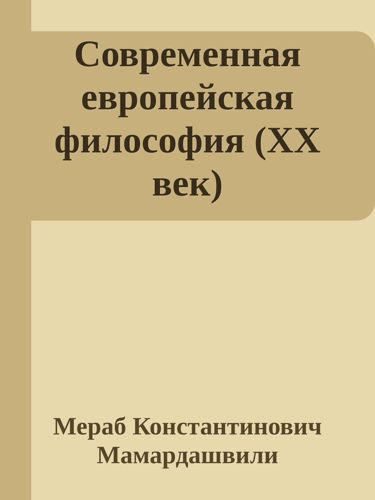 Современная
европейская
философия (XX
век)
Мераб Константинович
Мамардашвили